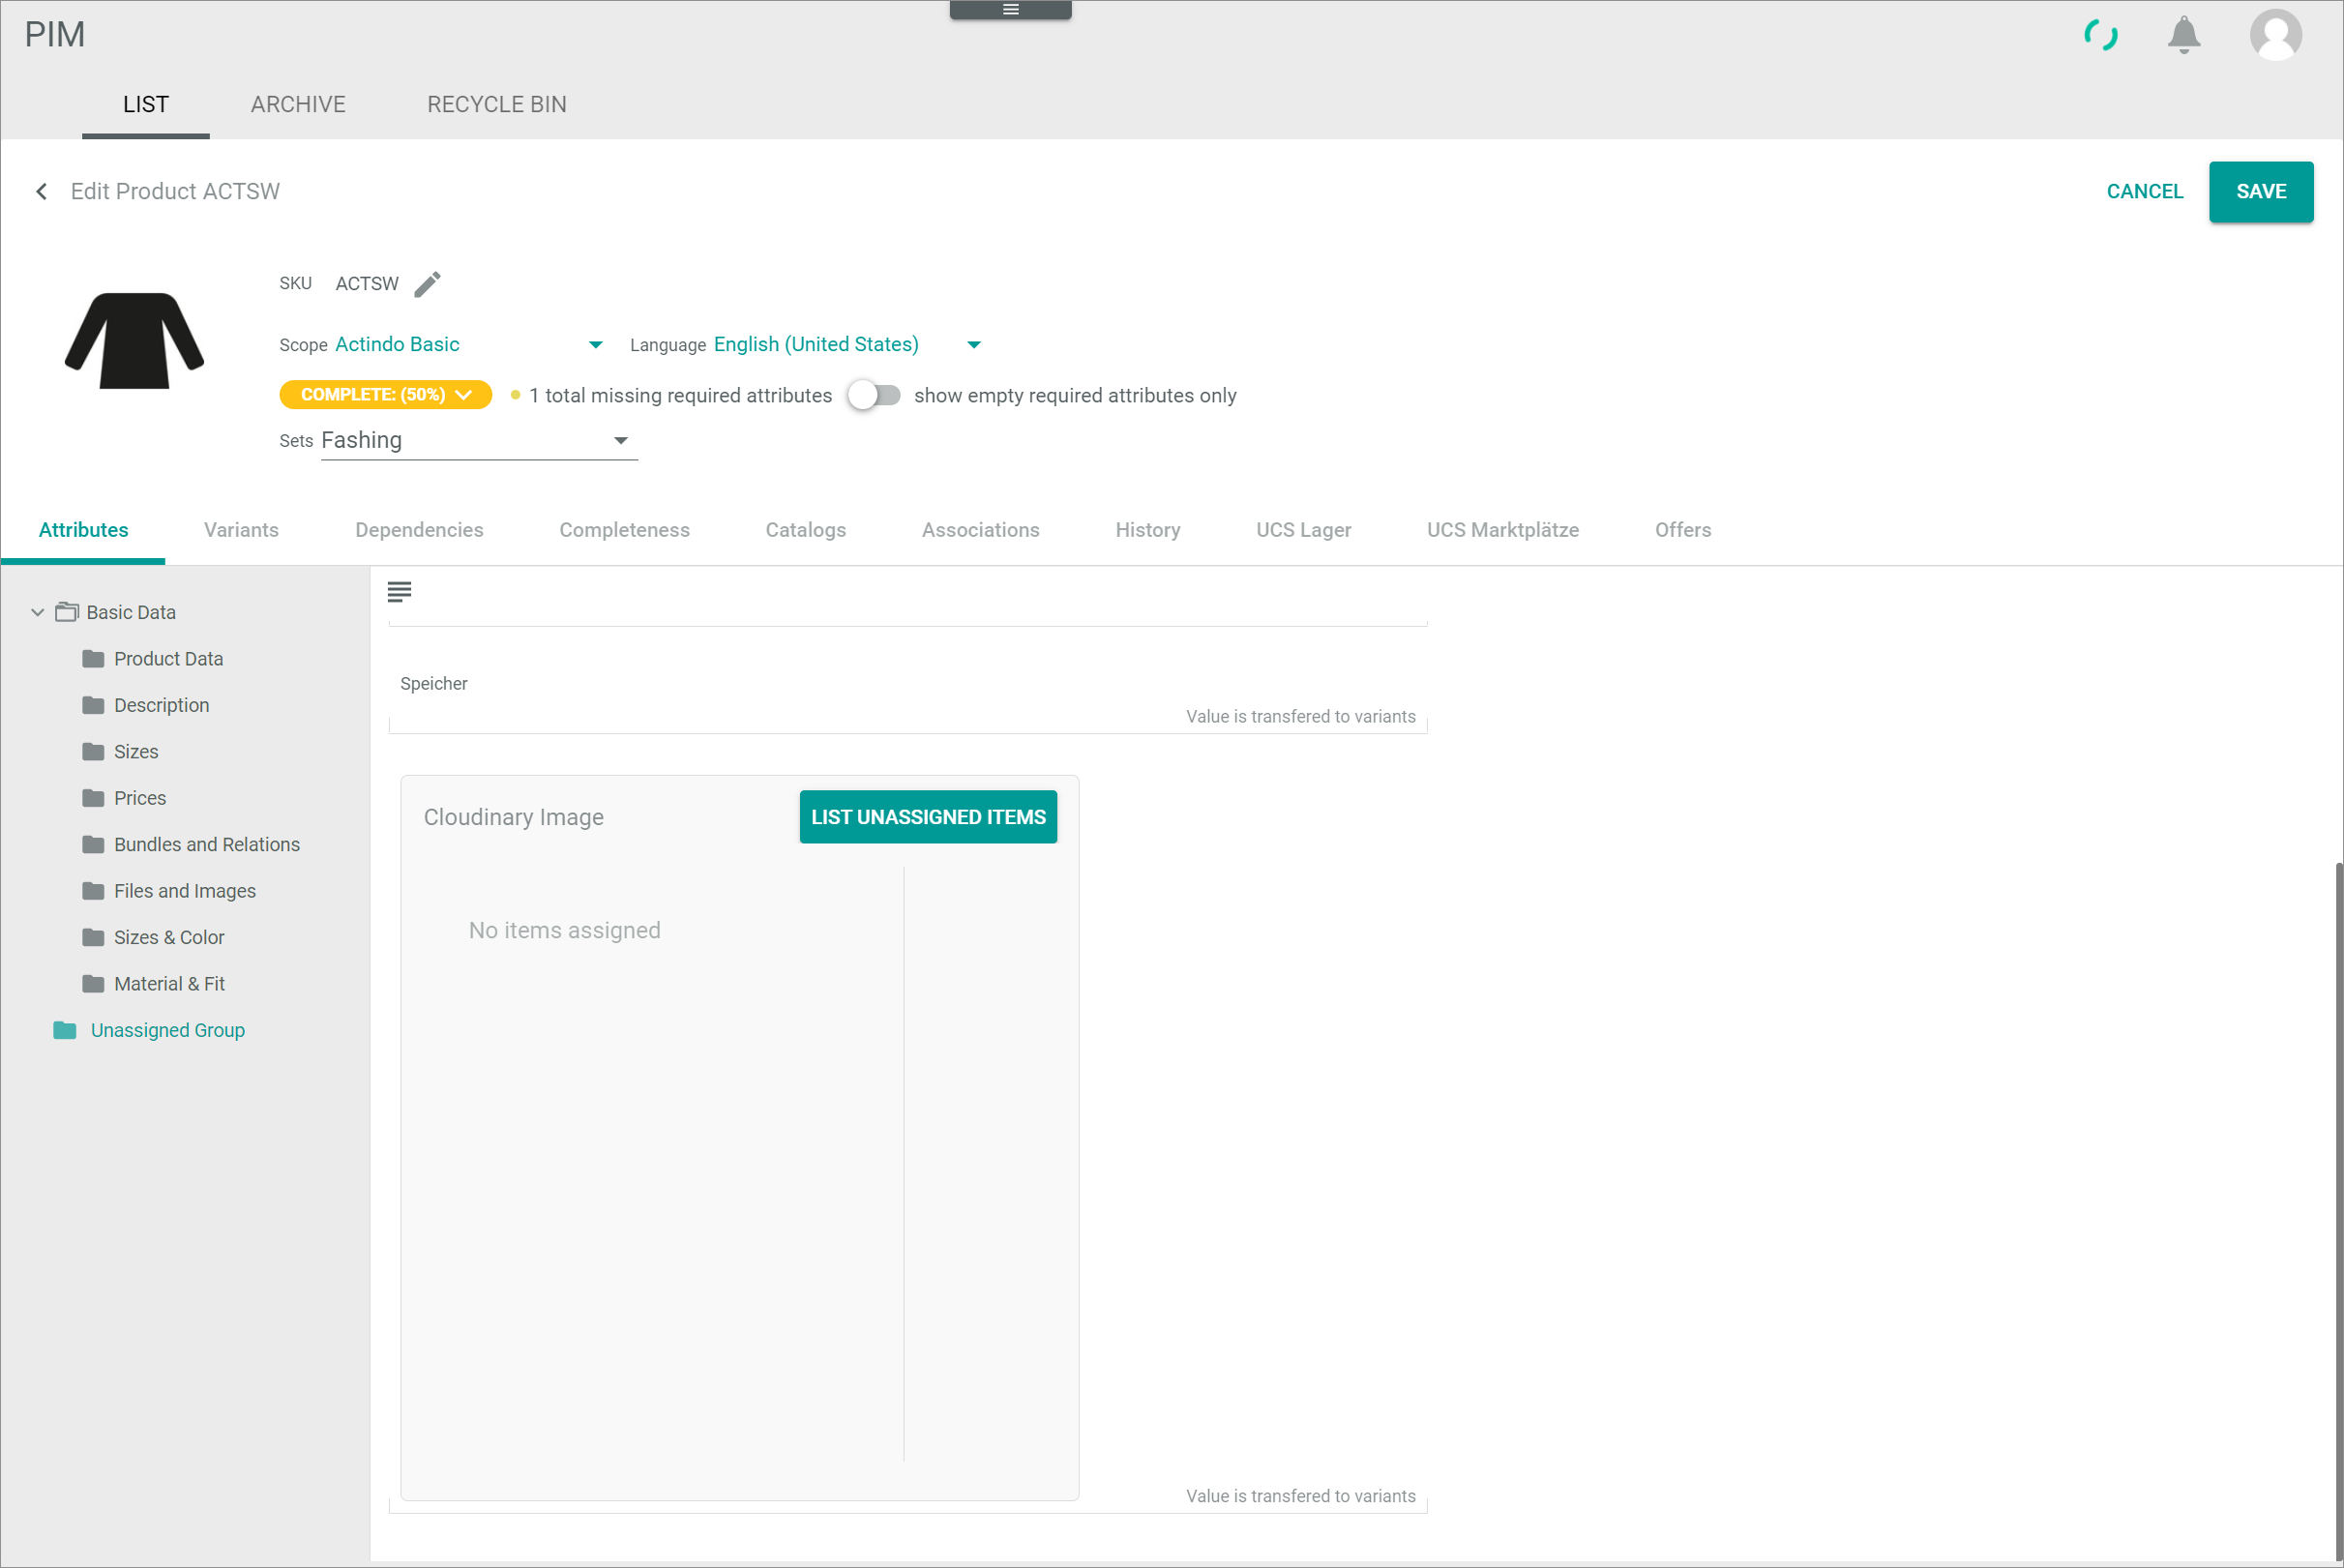 PIM
LIST
ARCHIVE
RECYCLE BIN
Edit Product ACTSW
CANCEL
SAVE
SKU ACTSW
Scope Actindo Basic
Language English (United States)
COMPLETE: (50%)
1 total missing required attributes
show empty required attributes only
Sets Fashing
Attributes
Variants
Dependencies
Completeness
Catalogs
Associations
History
UCS Lager
UCS Marktplätze
Offers
Basic Data
Product Data
Description
Sizes
Prices
Bundles and Relations
Files and Images
Sizes & Color
Material & Fit
Unassigned Group
Speicher
Value is transfered to variants
Cloudinary Image
LIST UNASSIGNED ITEMS
No items assigned
Value is transfered to variants